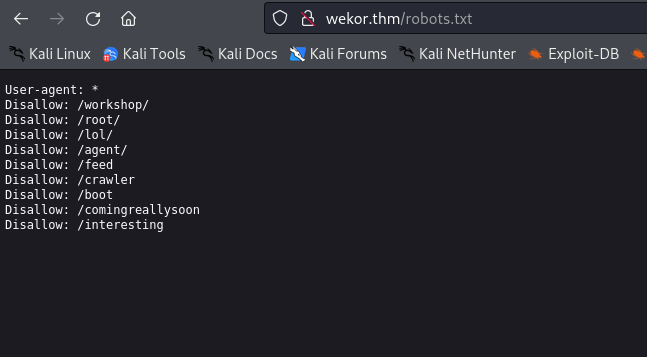 wekor.thm/robots.txt
Kali Linux Kali Tools Kali Docs Kali Forums Kali NetHunter Exploit-DB
User-agent: *
Disallow: /workshop/
Disallow: /root/
Disallow: /lol/
Disallow: /agent/
Disallow: /feed
Disallow: /crawler
Disallow: /boot
Disallow: /comingreallysoon
Disallow: /interesting